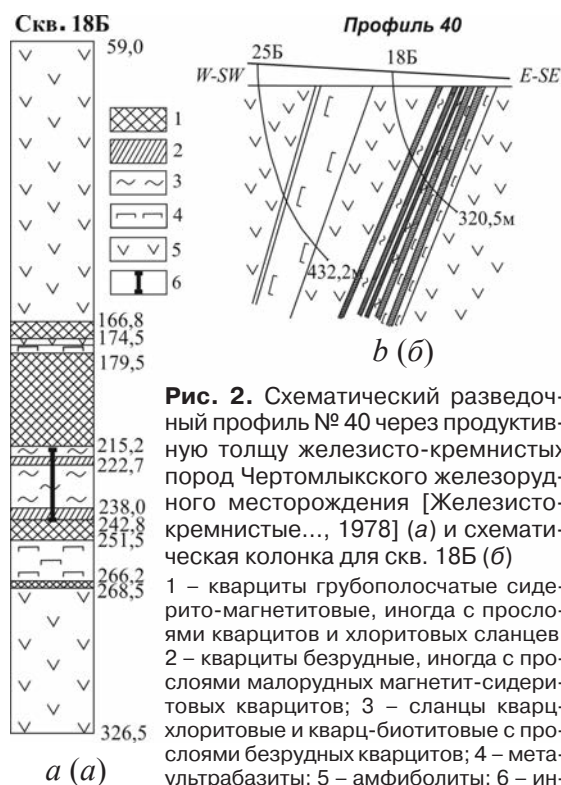 Скв. 18Б
59,0
166,8
174,5
179,5
215,2
222,7
238,0
242,8
251,5
266,2
268,5
326,5
a (а)
1
2
3
4
5
6
Профиль 40
25Б
18Б
W-SW
E-SE
320,5м
432,2м
b (б)
Рис. 2. Схематический разведоч-
ный профиль № 40 через продуктив-
ную толщу железисто-кремнистых
пород Чертомлыкского железоруд-
ного месторождения [Железисто-
кремнистые..., 1978] (а) и схемати-
ческая колонка для скв. 18Б (б)
1 – кварциты грубополосчатые сиде-
рито-магнетитовые, иногда с просло-
ями кварцитов и хлоритовых сланцев
2 – кварциты безрудные, иногда с про-
слоями малорудных магнетит-сидери-
товых кварцитов; 3 – сланцы кварц-
хлоритовые и кварц-биотитовые с про-
слоями безрудных кварцитов; 4 – мета-
ультрабазиты; 5 – амфиболиты; 6 – ин-